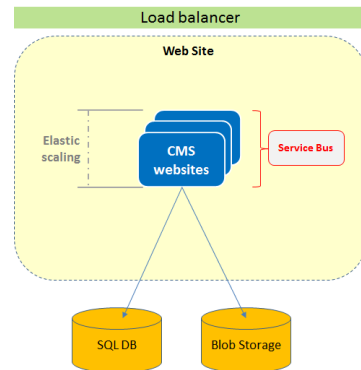 Load balancer
Web Site
Elastic
scaling
CMS
websites
Service Bus
SQL DB
Blob Storage